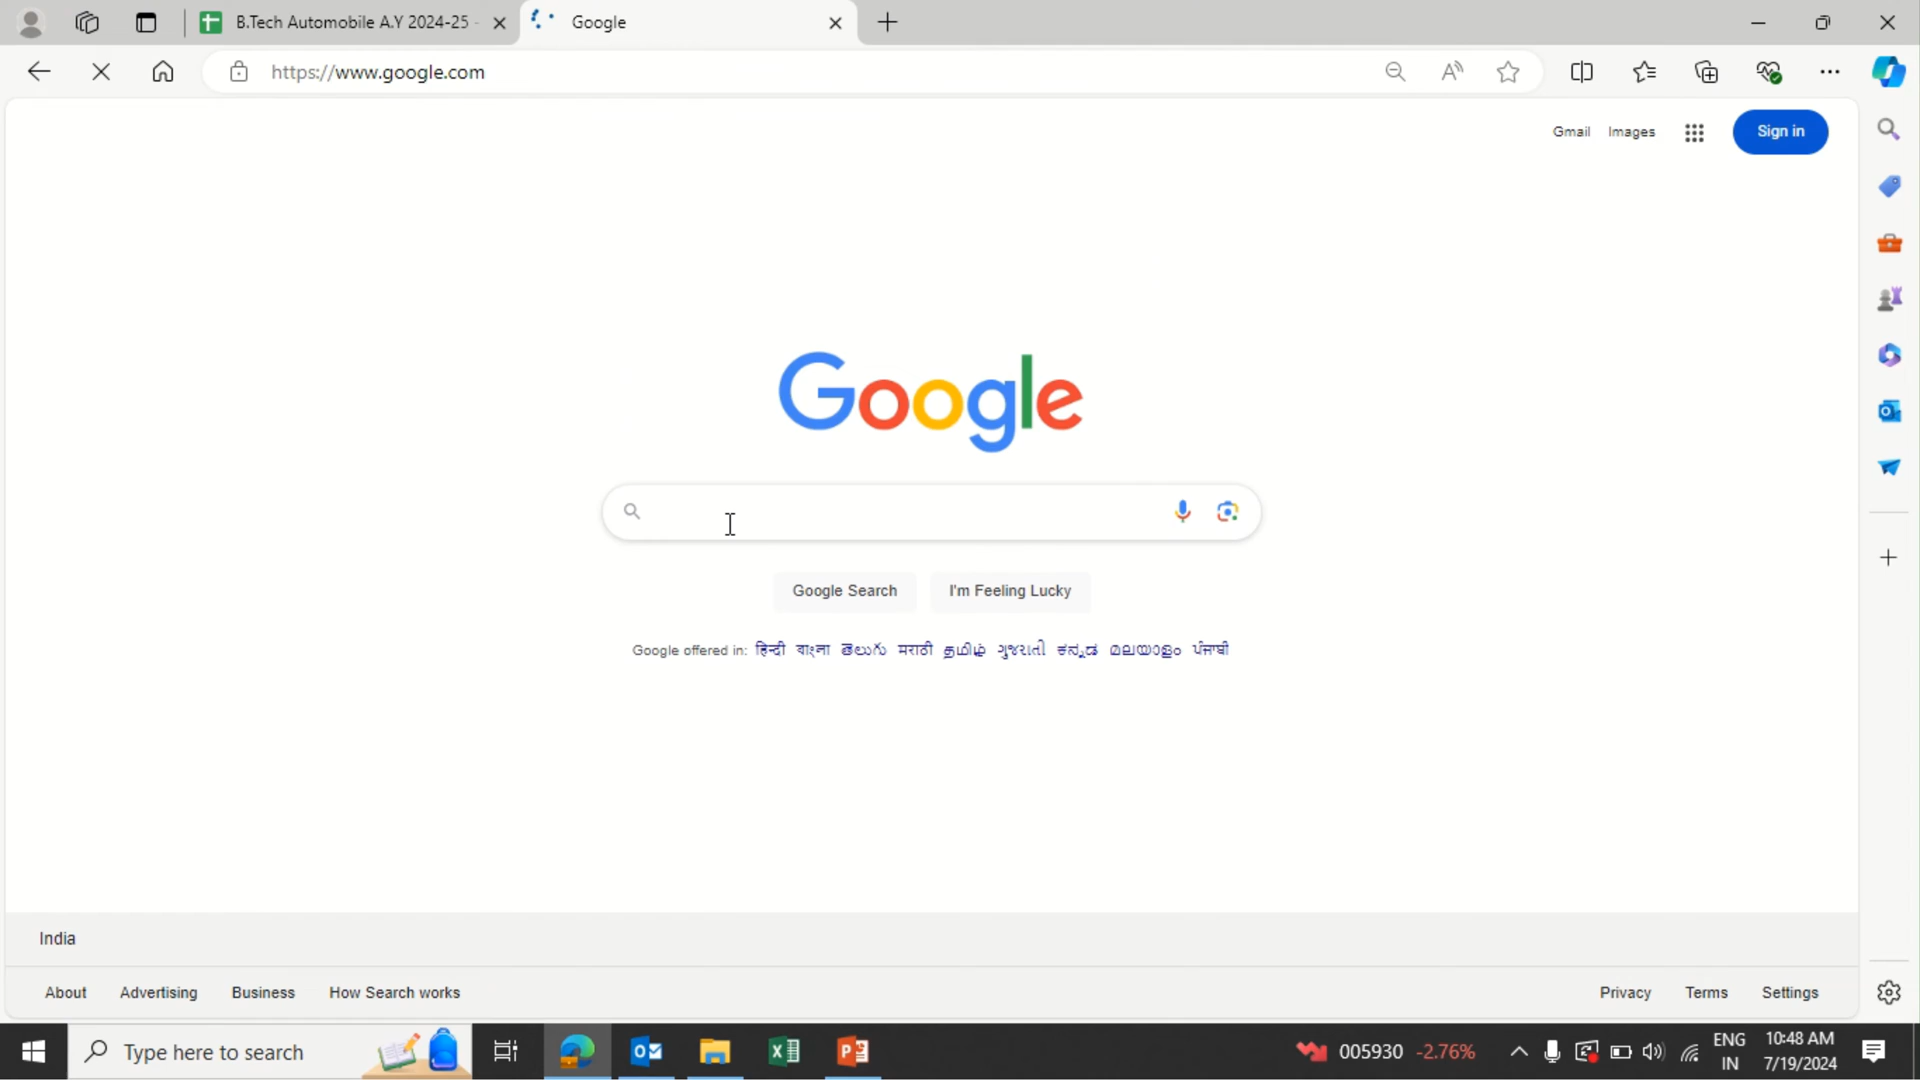 B.Tech Automobile A.Y 2024-25 -
Google
https://www.google.com
Gmail Images Sign in
Google
Google Search I'm Feeling Lucky
Google offered in: हिन्दी বাংলা తెలుగు मराठी தமிழ் ગુજરાતી ಕನ್ನಡ മലയാളം ਪੰਜਾਬੀ
India
About Advertising Business How Search works Privacy Terms Settings
Type here to search
005930 -2.76%
ENG
IN
10:48 AM
7/19/2024